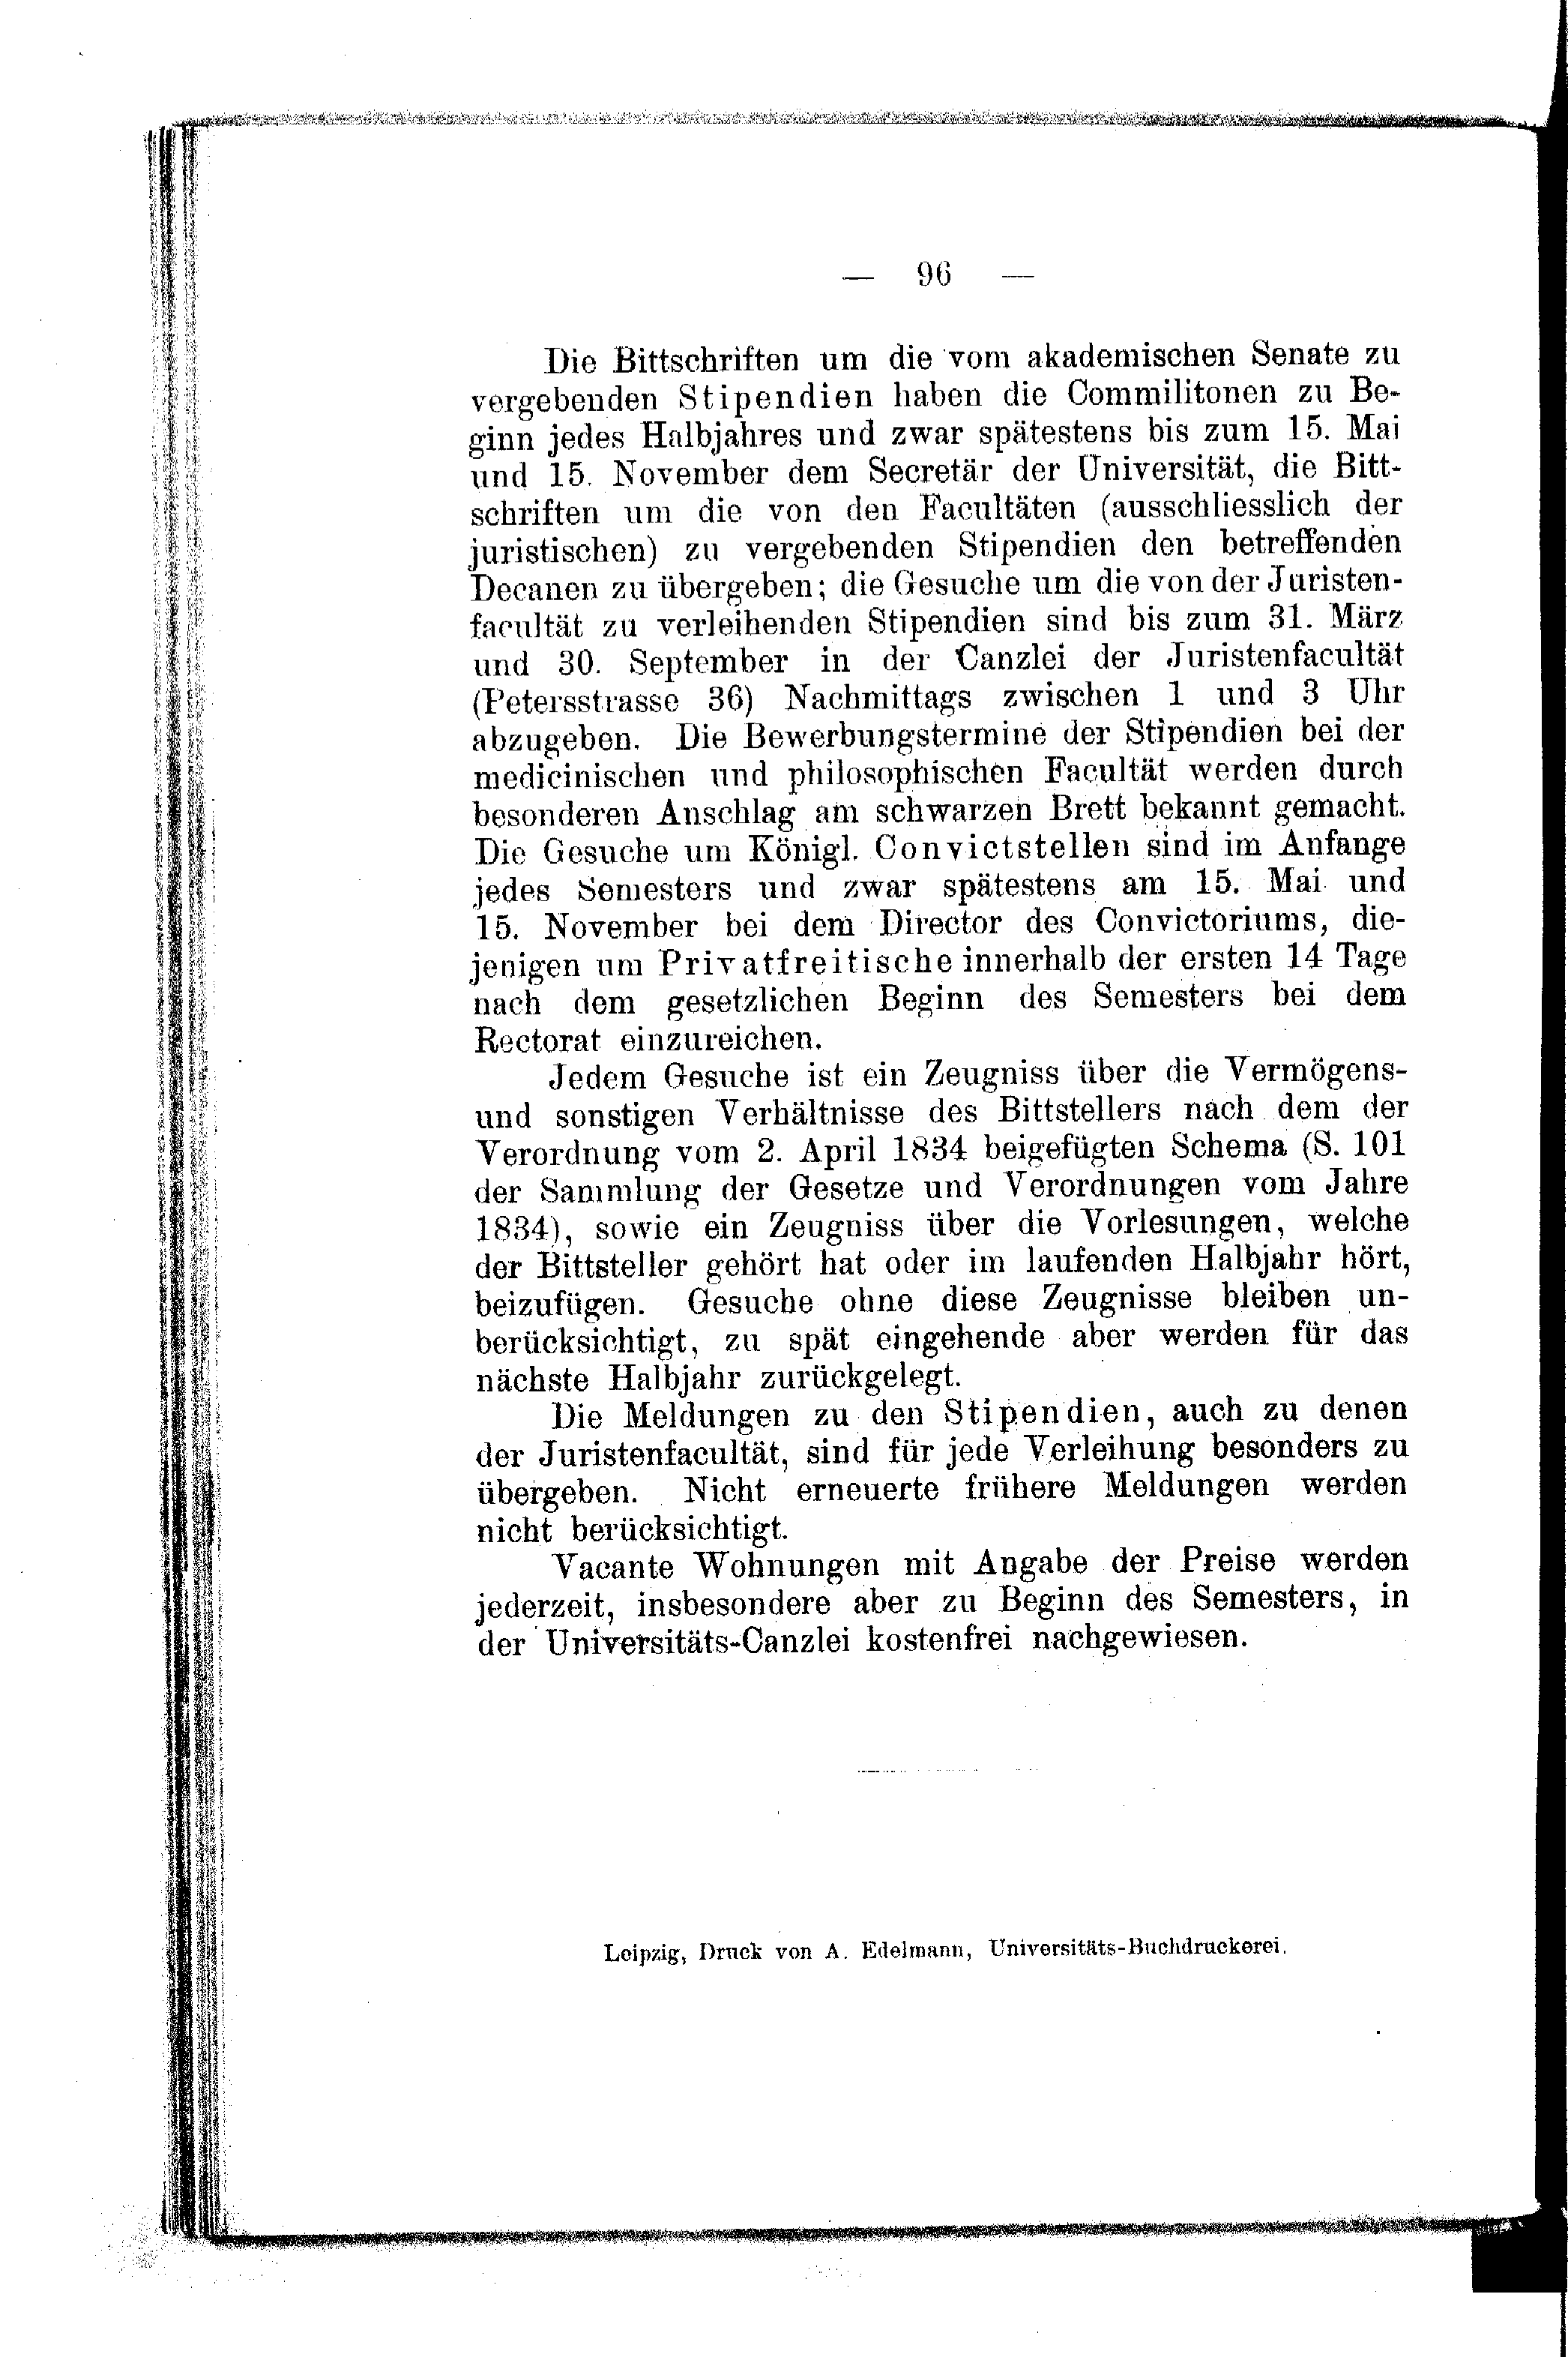 — 96 —
Die Bittschriften um die vom akademischen Senate zu
vergebenden Stipendien haben die Commilitonen zu Be-
ginn jedes Halbjahres und zwar spätestens bis zum 15. Mai
und 15. November dem Secretär der Universität, die Bitt-
schriften um die von den Facultäten (ausschliesslich der
juristischen) zu vergebenden Stipendien den betreffenden
Decanen zu übergeben; die Gesuche um die von der Juristen-
facultät zu verleihenden Stipendien sind bis zum 31. März
und 30. September in der Canzlei der Juristenfacultät
(Petersstrasse 36) Nachmittags zwischen 1 und 3 Uhr
abzugeben. Die Bewerbungstermine der Stipendien bei der
medicinischen und philosophischen Facultät werden durch
besonderen Anschlag am schwarzen Brett bekannt gemacht.
Die Gesuche um Königl. Convictstellen sind im Anfange
jedes Semesters und zwar spätestens am 15. Mai und
15. November bei dem Director des Convictoriums, die-
jenigen um Privatfreitische innerhalb der ersten 14 Tage
nach dem gesetzlichen Beginn des Semesters bei dem
Rectorat einzureichen.
Jedem Gesuche ist ein Zeugniss über die Vermögens-
und sonstigen Verhältnisse des Bittstellers nach dem der
Verordnung vom 2. April 1834 beigefügten Schema (S. 101
der Sammlung der Gesetze und Verordnungen vom Jahre
1834), sowie ein Zeugniss über die Vorlesungen, welche
der Bittsteller gehört hat oder im laufenden Halbjahr hört,
beizufügen. Gesuche ohne diese Zeugnisse bleiben un-
berücksichtigt, zu spät eingehende aber werden für das
nächste Halbjahr zurückgelegt.
Die Meldungen zu den Stipendien, auch zu denen
der Juristenfacultät, sind für jede Verleihung besonders zu
übergeben. Nicht erneuerte frühere Meldungen werden
nicht berücksichtigt.
Vacante Wohnungen mit Angabe der Preise werden
jederzeit, insbesondere aber zu Beginn des Semesters, in
der Universitäts-Canzlei kostenfrei nachgewiesen.
Leipzig, Druck von A. Edelmann, Universitäts-Buchdruckerei.